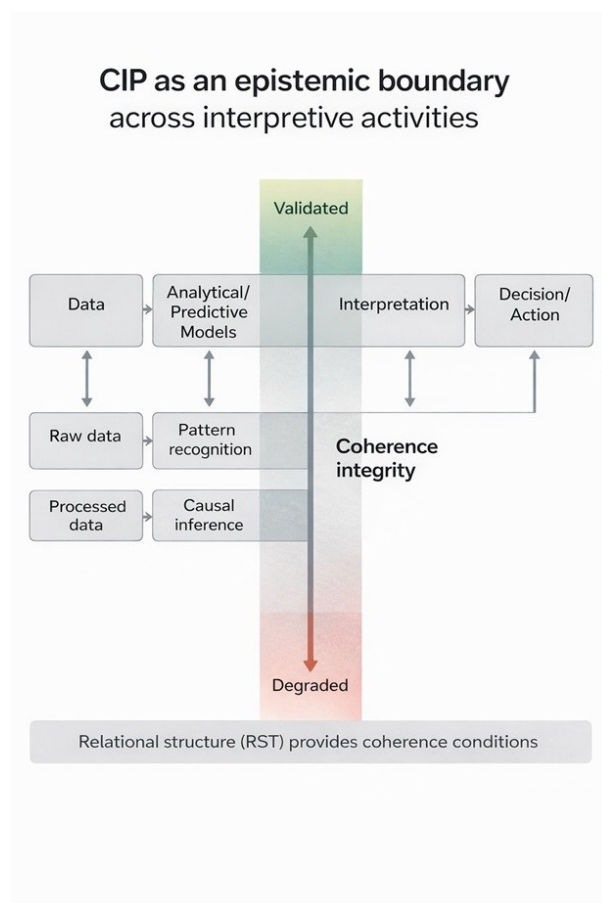 CIP as an epistemic boundary
across interpretive activities
Validated
Data
Analytical/
Predictive
Models
Interpretation
Decision/
Action
Raw data
Pattern
recognition
Coherence
integrity
Processed
data
Causal
inference
Degraded
Relational structure (RST) provides coherence conditions